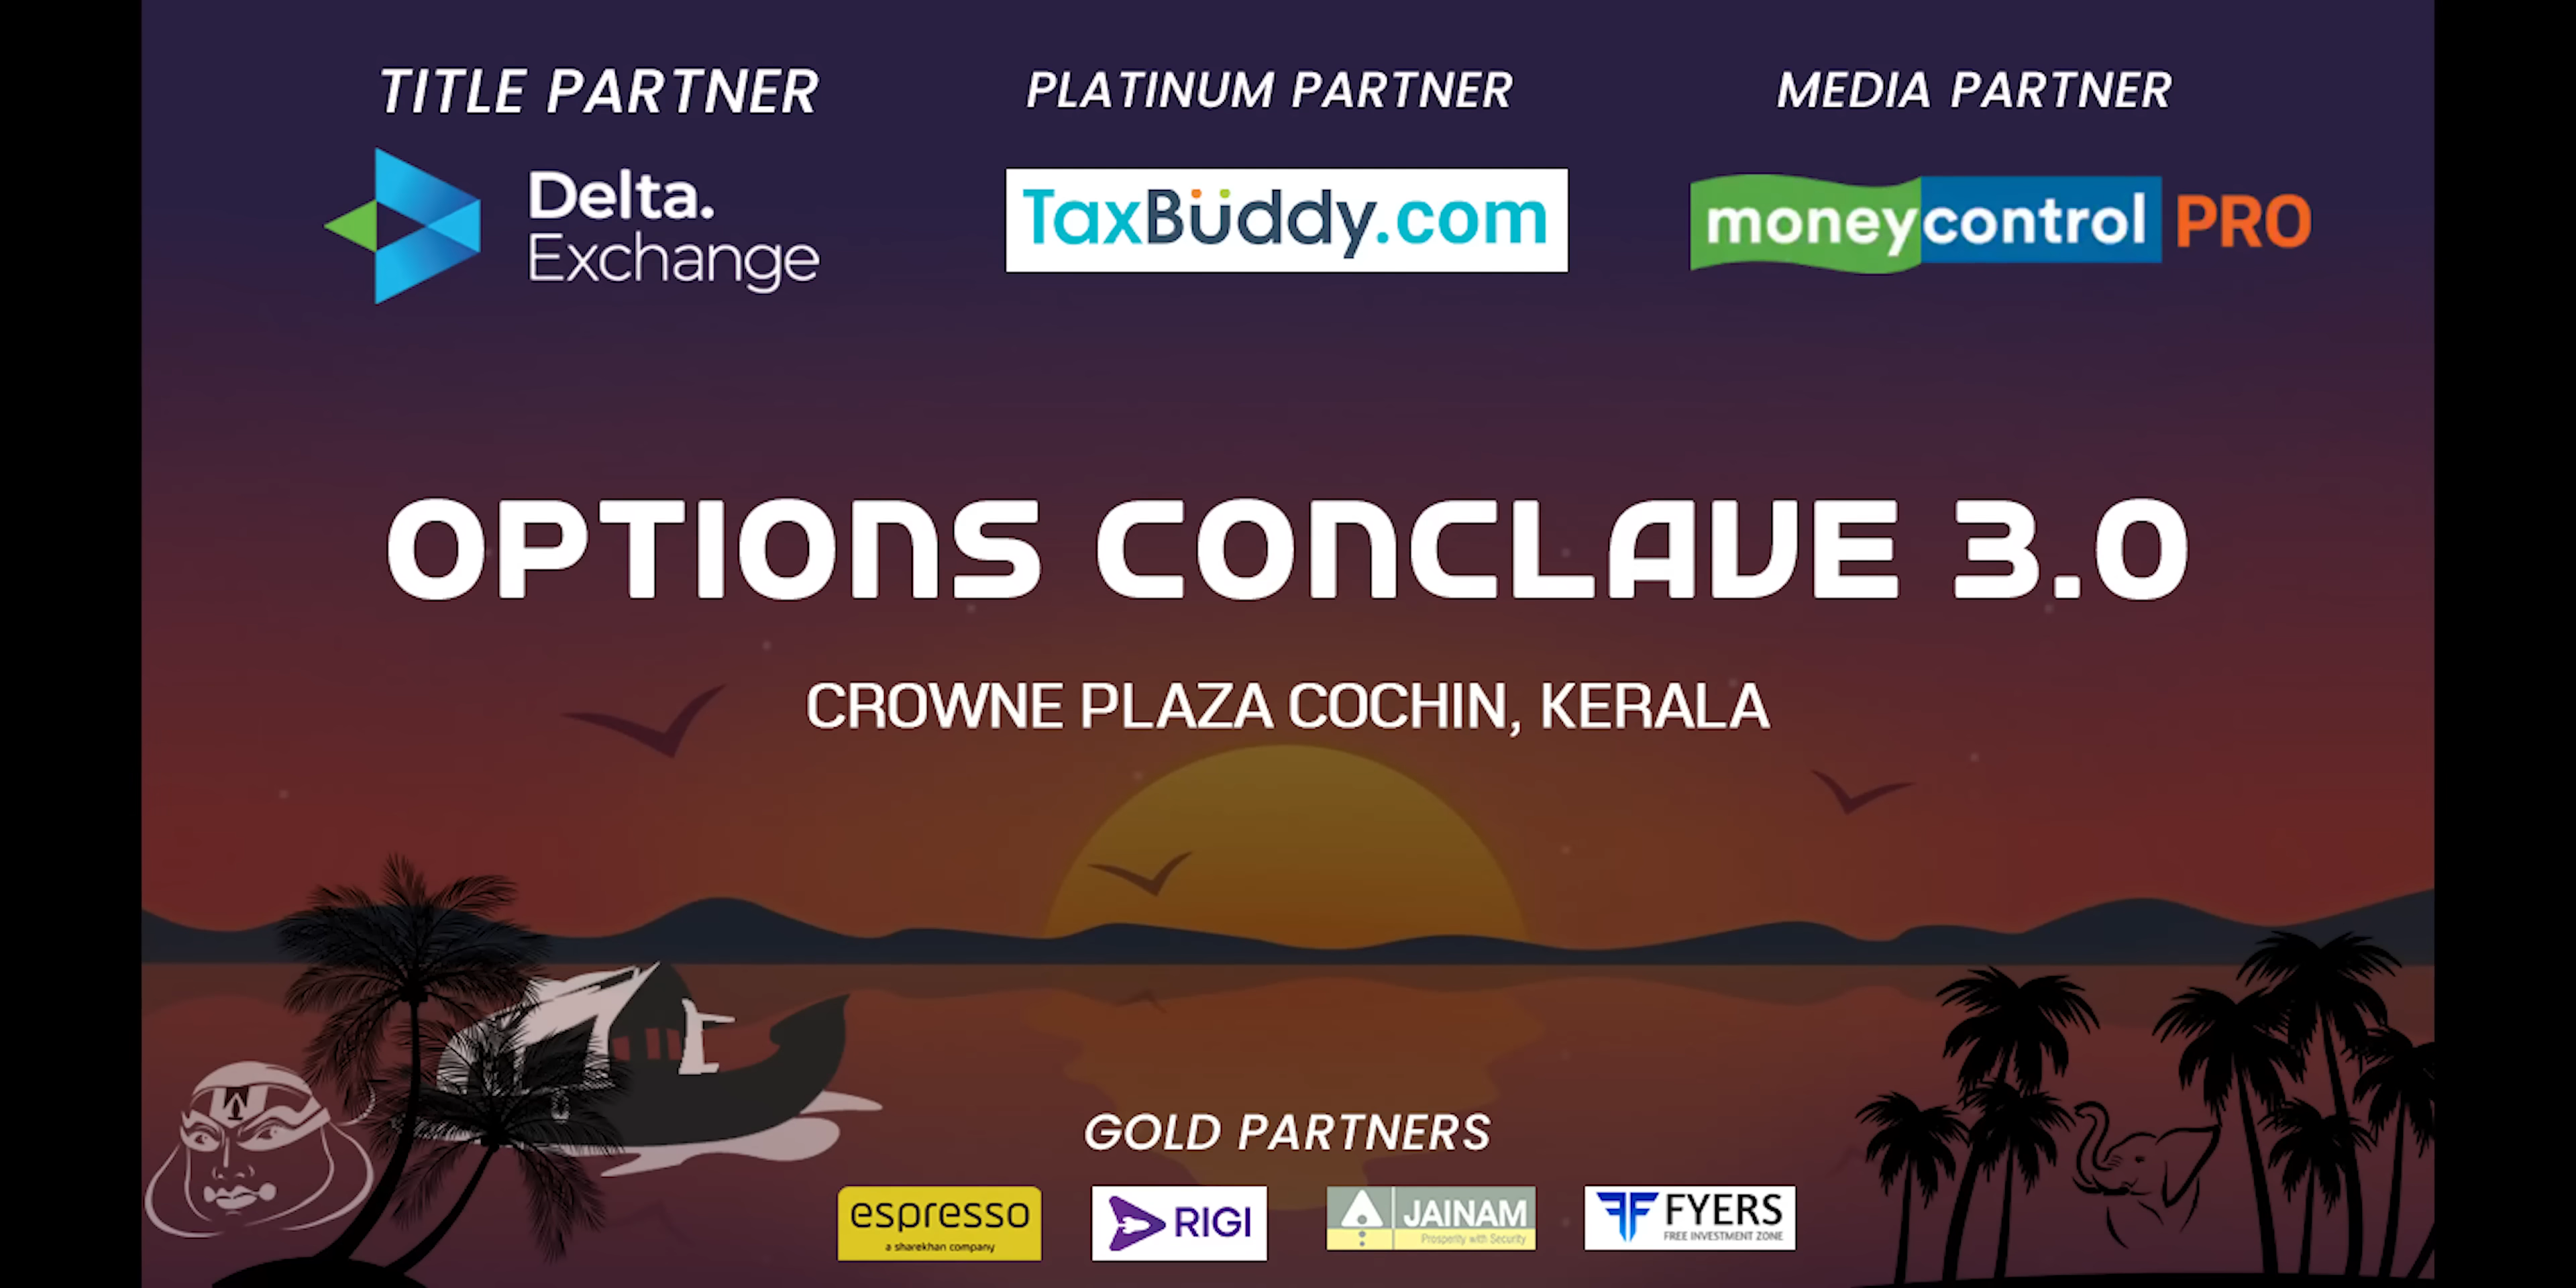 TITLE PARTNER
PLATINUM PARTNER
MEDIA PARTNER
Delta.
Exchange
TaxBuddy.com
moneycontrol PRO
OPTIONS CONCLAVE 3.0
CROWNE PLAZA COCHIN, KERALA
GOLD PARTNERS
espresso
a sharekhan company
RIGI
JAINAM
Prosperity with Security
FYERS
FREE INVESTMENT ZONE